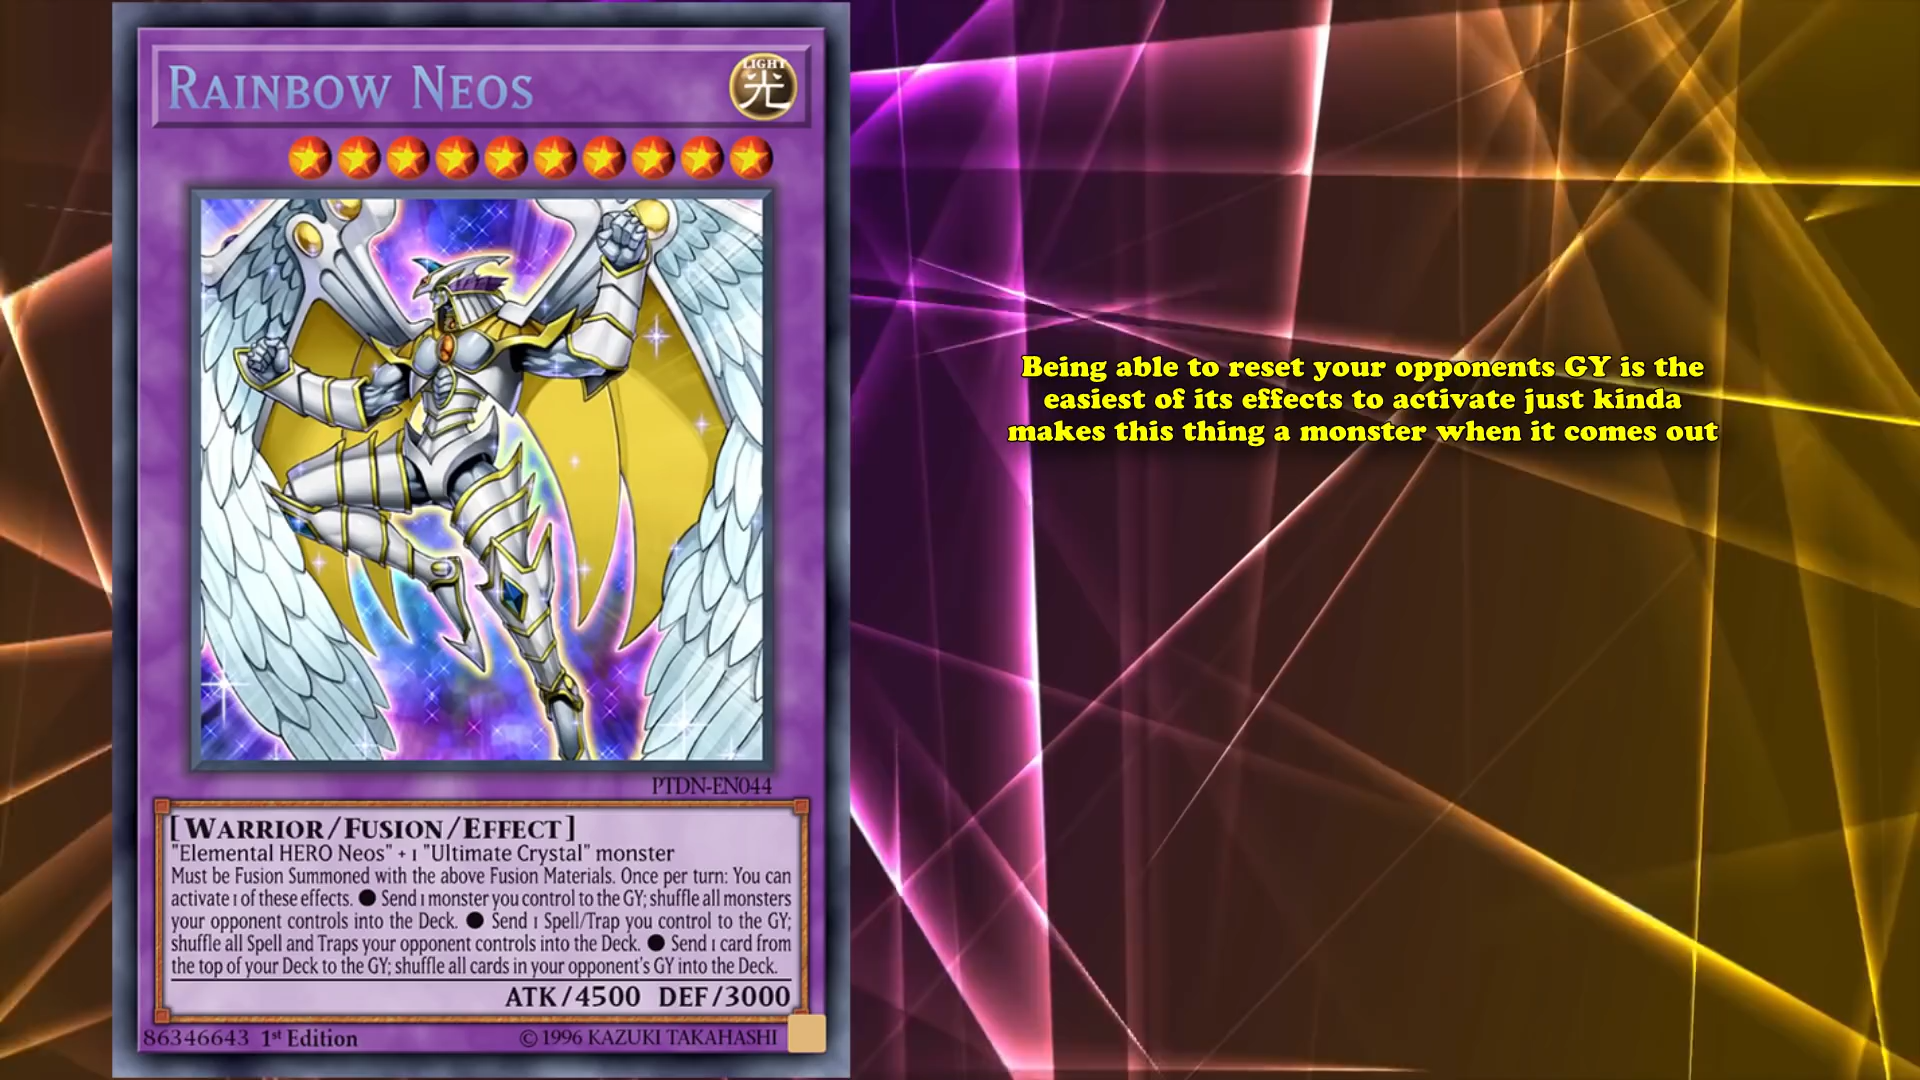 RAINBOW NEOS
LIGHT
光
PTDN-EN044
[WARRIOR/FUSION/EFFECT]
"Elemental HERO Neos" + 1 "Ultimate Crystal" monster
Must be Fusion Summoned with the above Fusion Materials. Once per turn: You can
activate 1 of these effects. ● Send 1 monster you control to the GY; shuffle all monsters
your opponent controls into the Deck. ● Send 1 Spell/Trap you control to the GY;
shuffle all Spell and Traps your opponent controls into the Deck. ● Send 1 card from
the top of your Deck to the GY; shuffle all cards in your opponent's GY into the Deck.
ATK/4500 DEF/3000
86346643 1st Edition
© 1996 KAZUKI TAKAHASHI
Being able to reset your opponents GY is the
easiest of its effects to activate just kinda
makes this thing a monster when it comes out